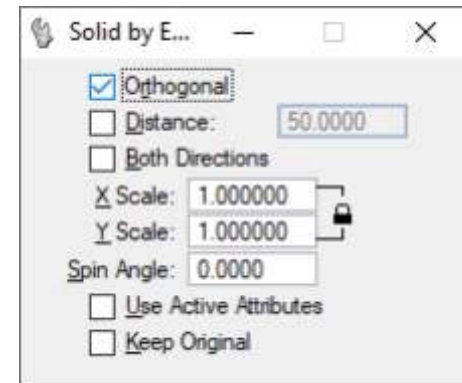 Solid by E...
Orthogonal
Distance: 50.0000
Both Directions
X Scale: 1.000000
Y Scale: 1.000000
Spin Angle: 0.0000
Use Active Attributes
Keep Original